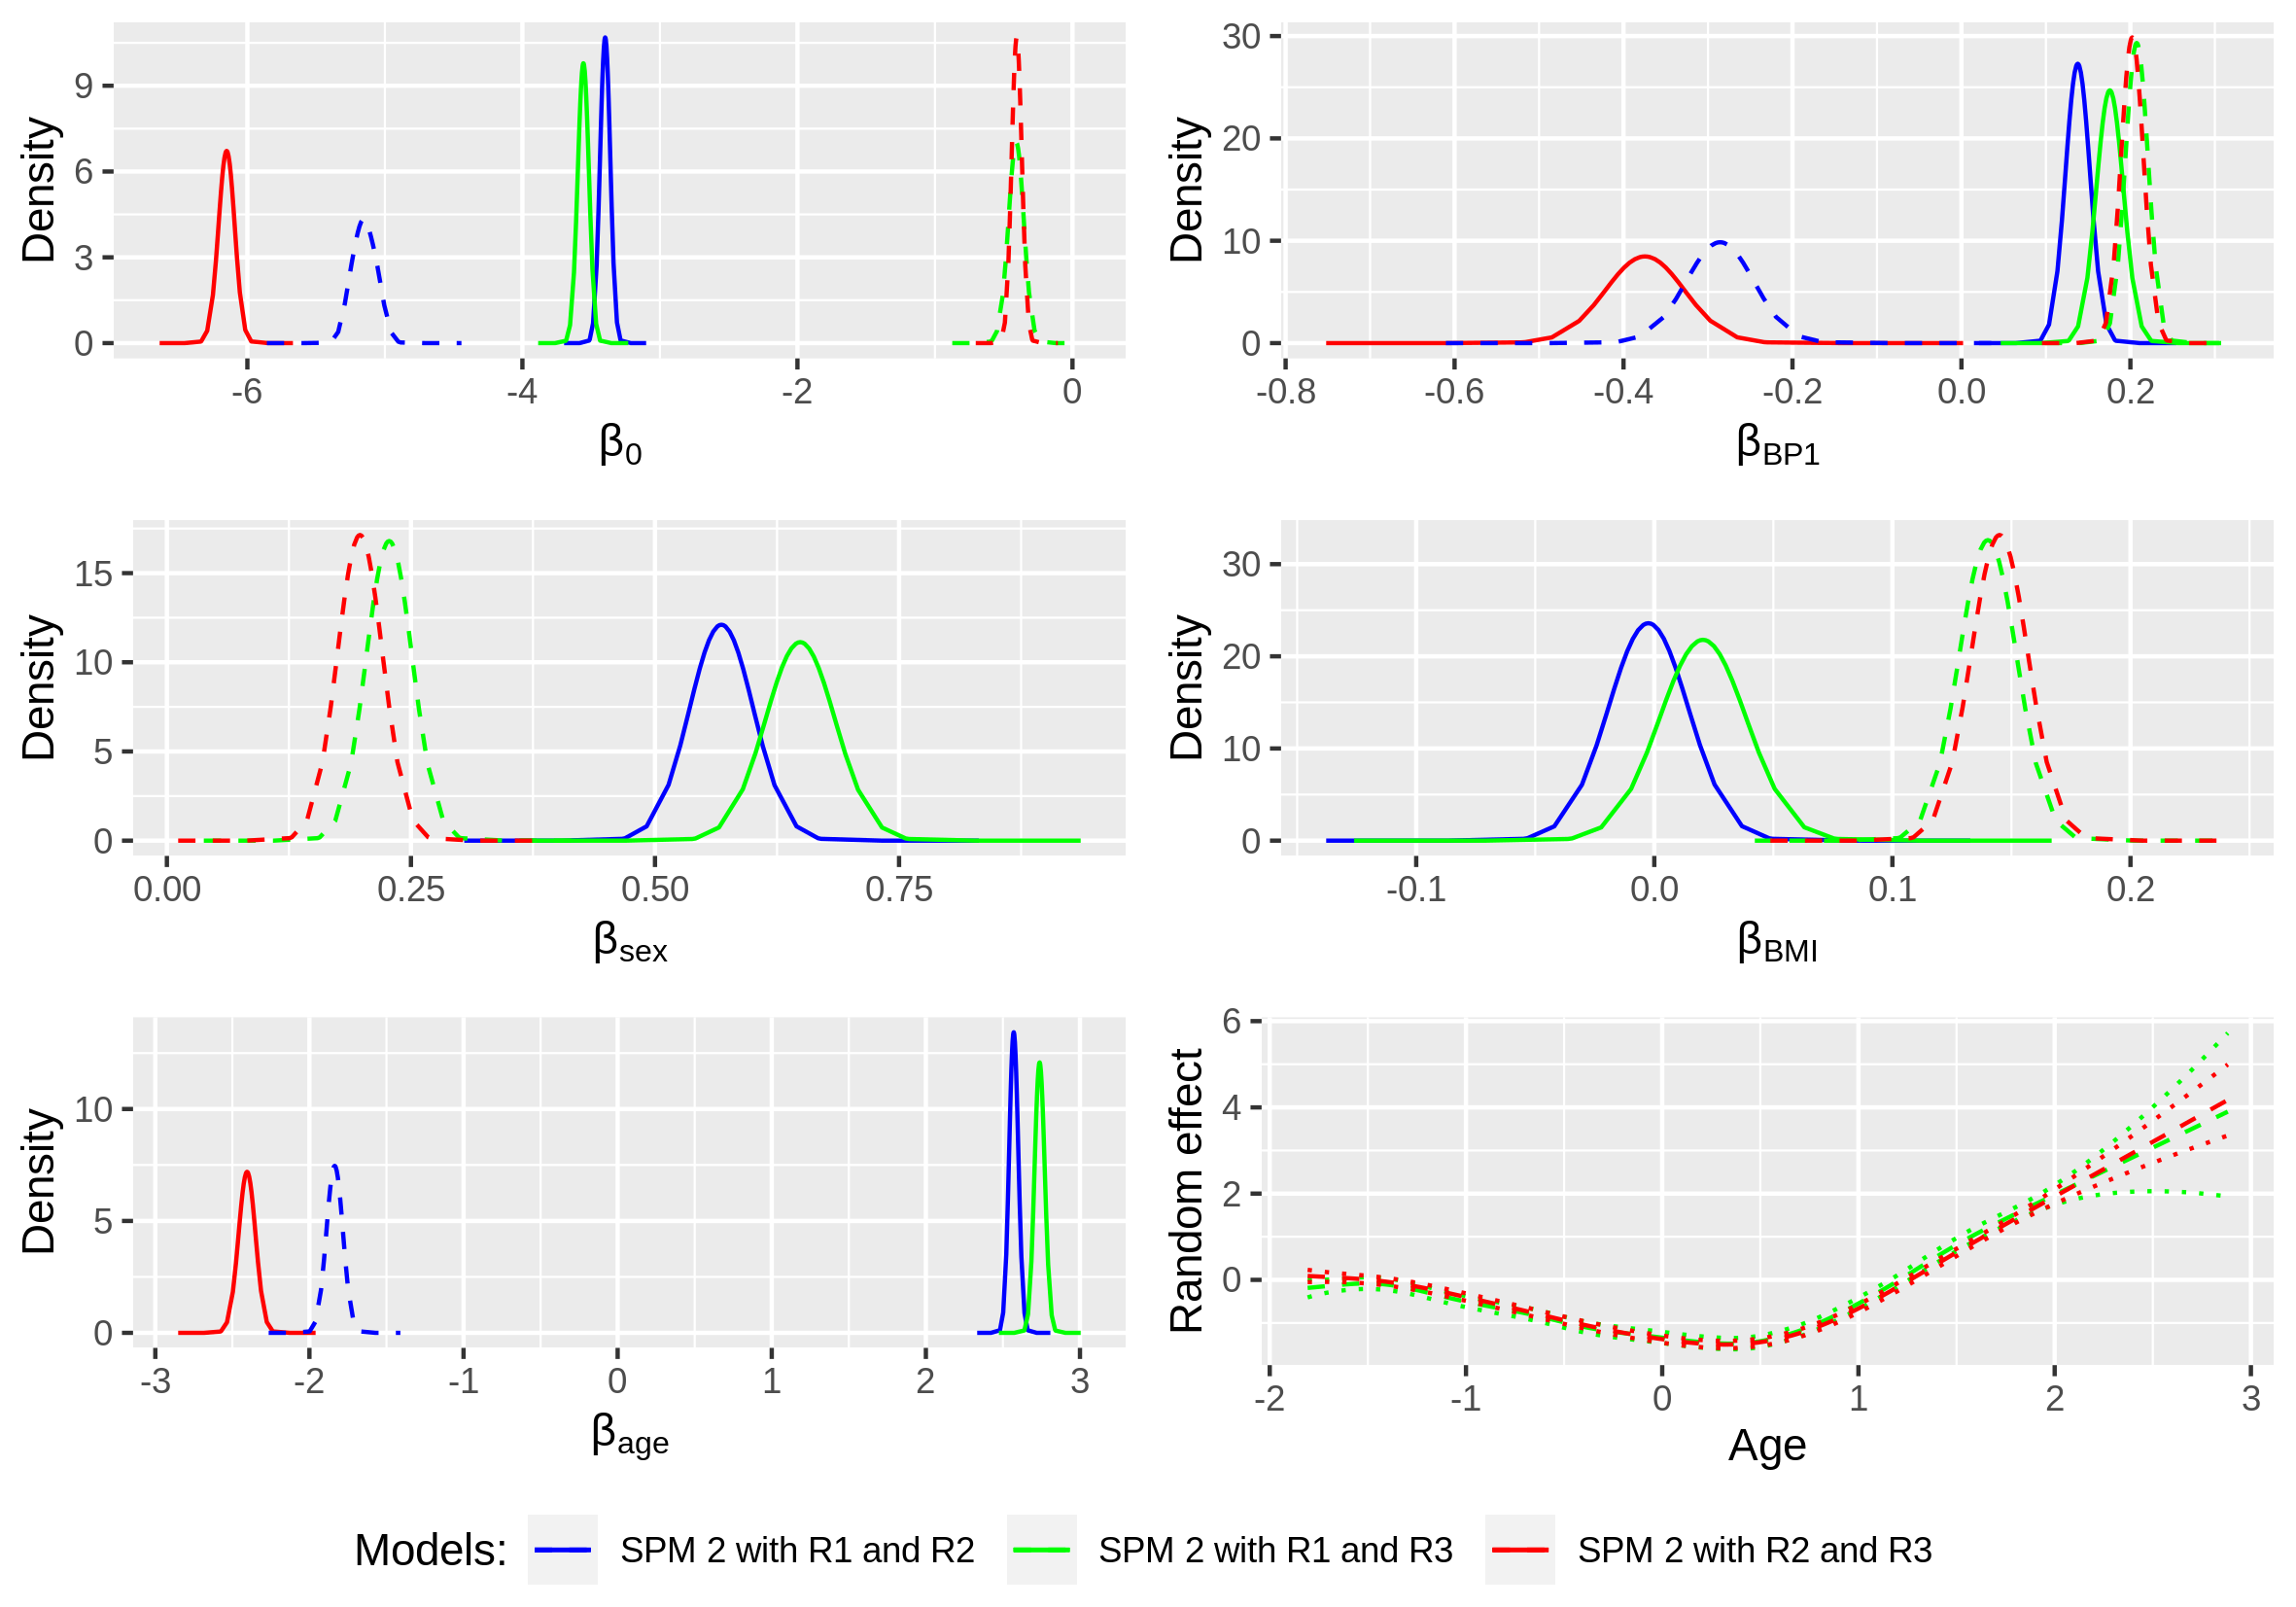 Density
9
6
3
0
-6 -4 -2 0
β0
Density
30
20
10
0
-0.8 -0.6 -0.4 -0.2 0.0 0.2
βBP1
Density
15
10
5
0
0.00 0.25 0.50 0.75
βsex
Density
30
20
10
0
-0.1 0.0 0.1 0.2
βBMI
Density
10
5
0
-3 -2 -1 0 1 2 3
βage
Random effect
6
4
2
0
-2 -1 0 1 2 3
Age
Models: SPM 2 with R1 and R2 SPM 2 with R1 and R3 SPM 2 with R2 and R3